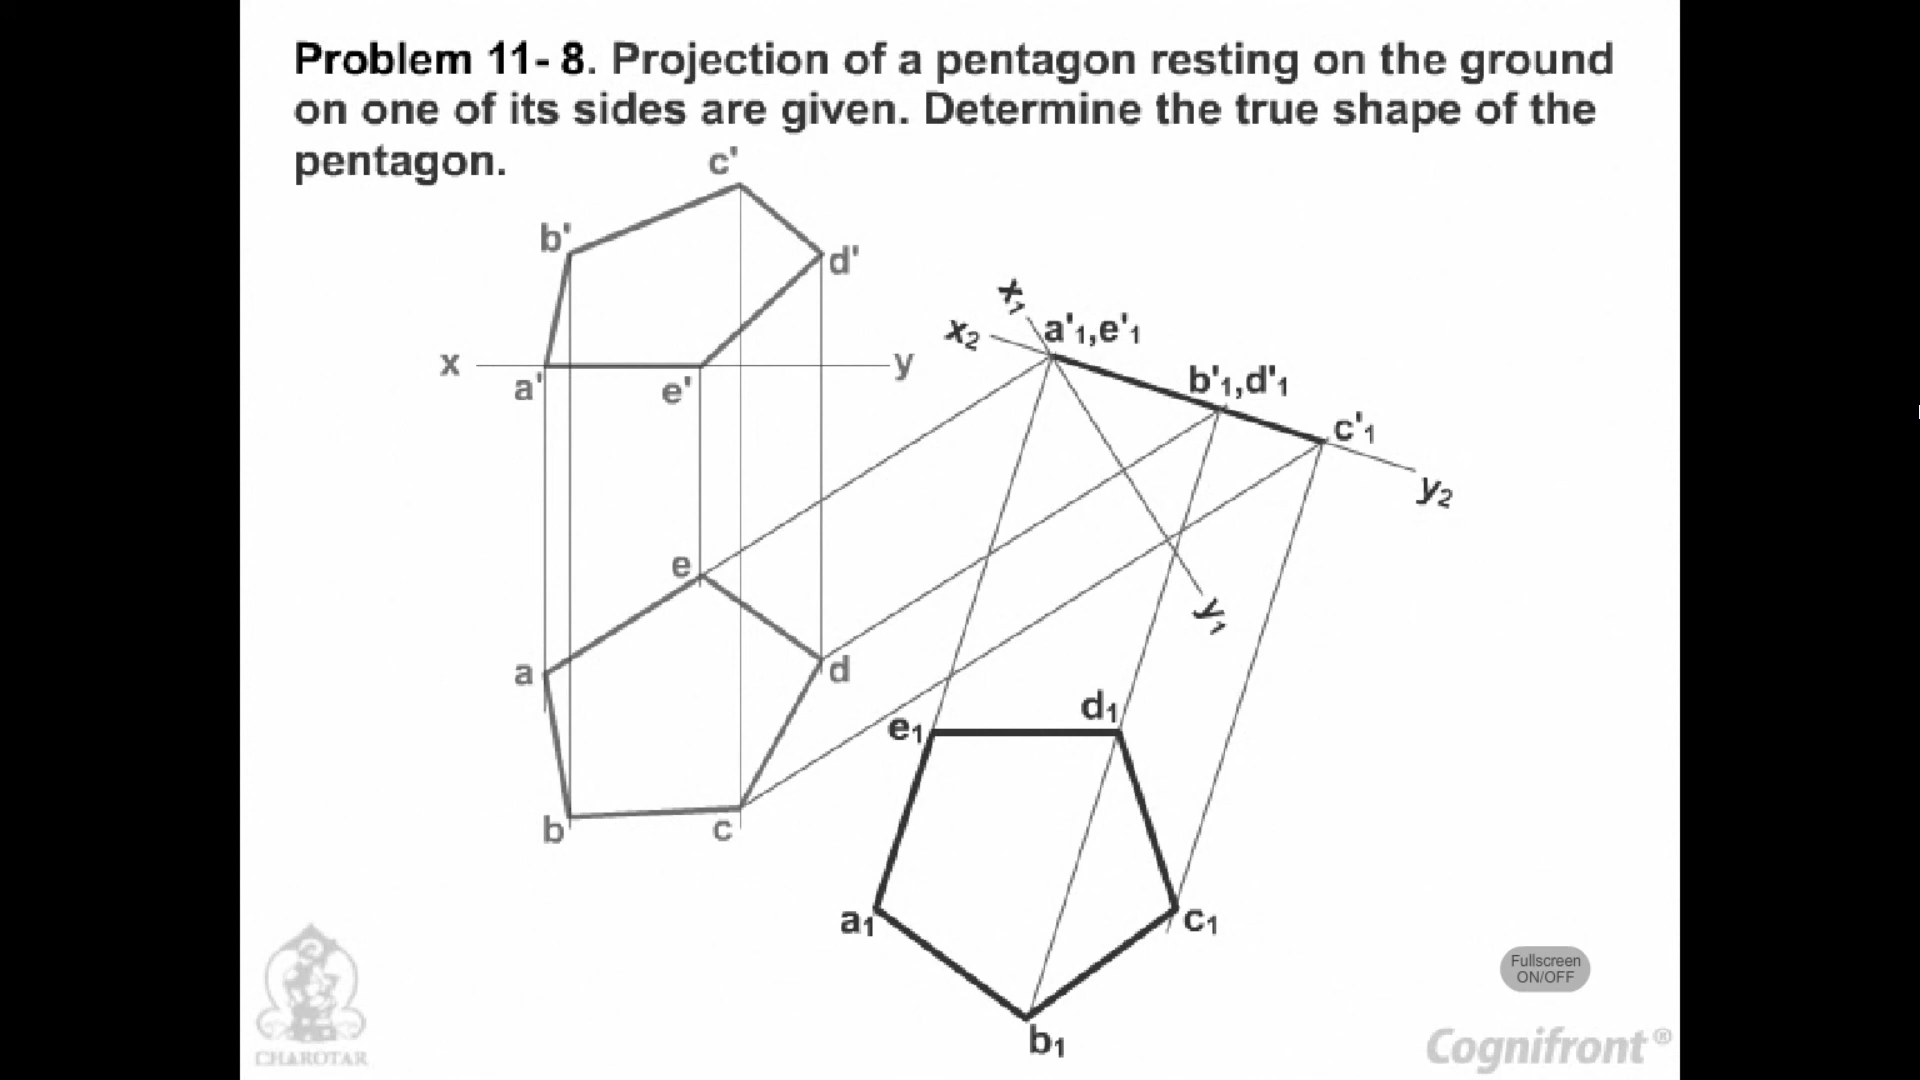 Problem 11- 8. Projection of a pentagon resting on the ground
on one of its sides are given. Determine the true shape of the
pentagon.
c'
b'
d'
x
y
a'
e'
x₁
x₂
a'₁,e'₁
b'₁,d'₁
c'₁
y₂
y₁
e
a
d
b
c
e₁
d₁
a₁
c₁
b₁
Fullscreen
ON/OFF
CHAROTAR
Cognifront®